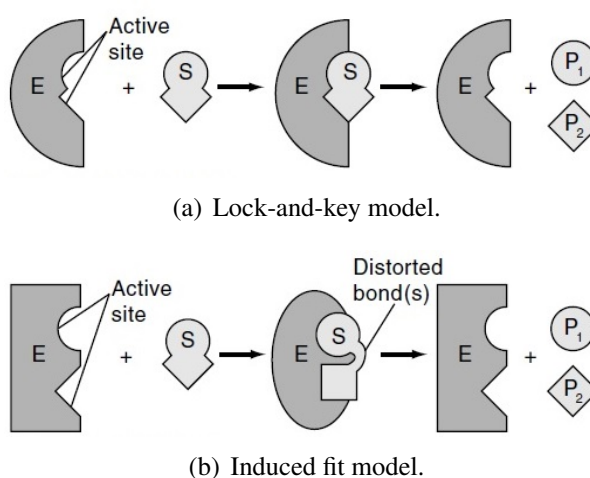 Active
site
E + S E S E + P1
P2
(a) Lock-and-key model.
Distorted
bond(s)
Active
site
E + S E S E + P1
P2
(b) Induced fit model.